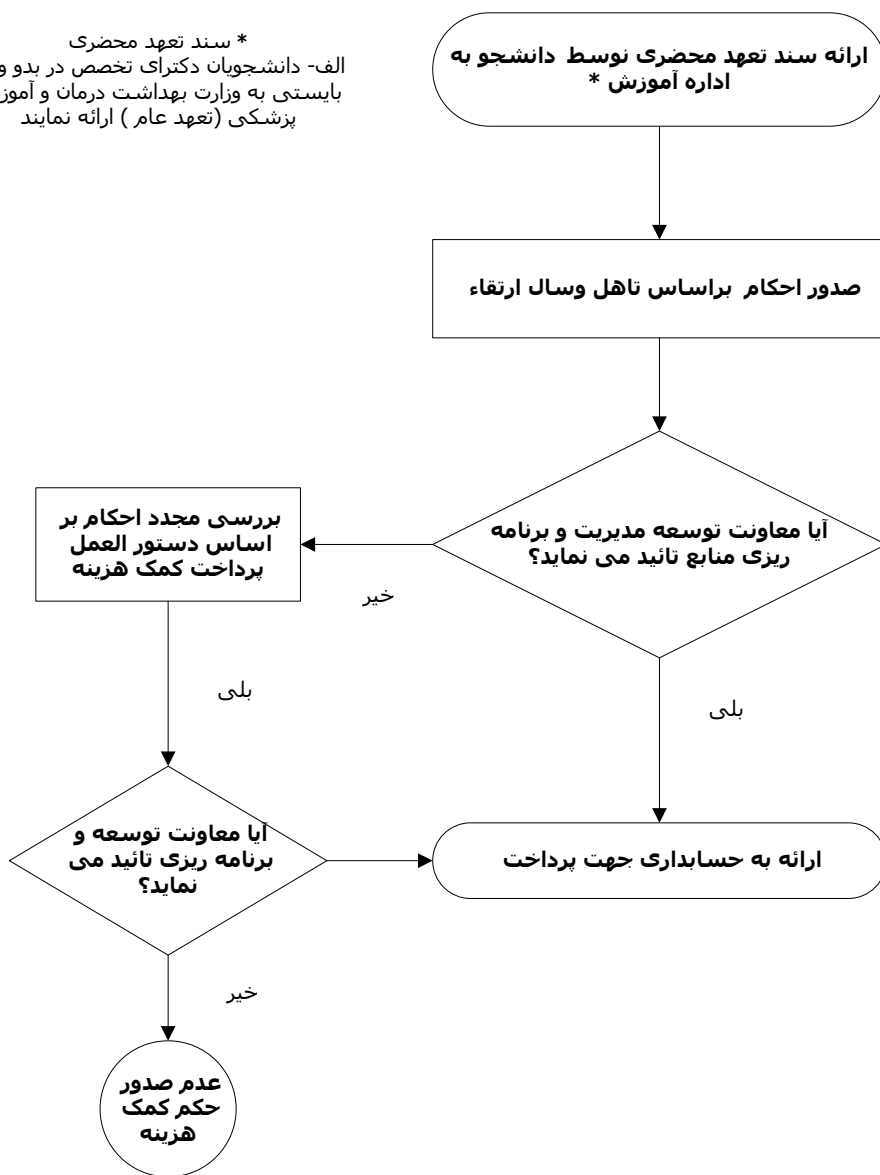 * سند تعهد محضری
الف- دانشجویان دکترای تخصص در بدو و
بایستی به وزارت بهداشت درمان و آموز
پزشکی (تعهد عام ) ارائه نمایند
ارائه سند تعهد محضری نوسط دانشجو به
اداره آموزش *
صدور احکام براساس تاهل وسال ارتقاء
آیا معاونت توسعه مدیریت و برنامه
ریزی منابع تائید می نماید؟
بررسی مجدد احکام بر
اساس دستور العمل
پرداخت کمک هزینه
خیر
بلی
بلی
آیا معاونت توسعه و
برنامه ریزی تائید می
نماید؟
ارائه به حسابداری جهت پرداخت
خیر
عدم صدور
حکم کمک
هزینه